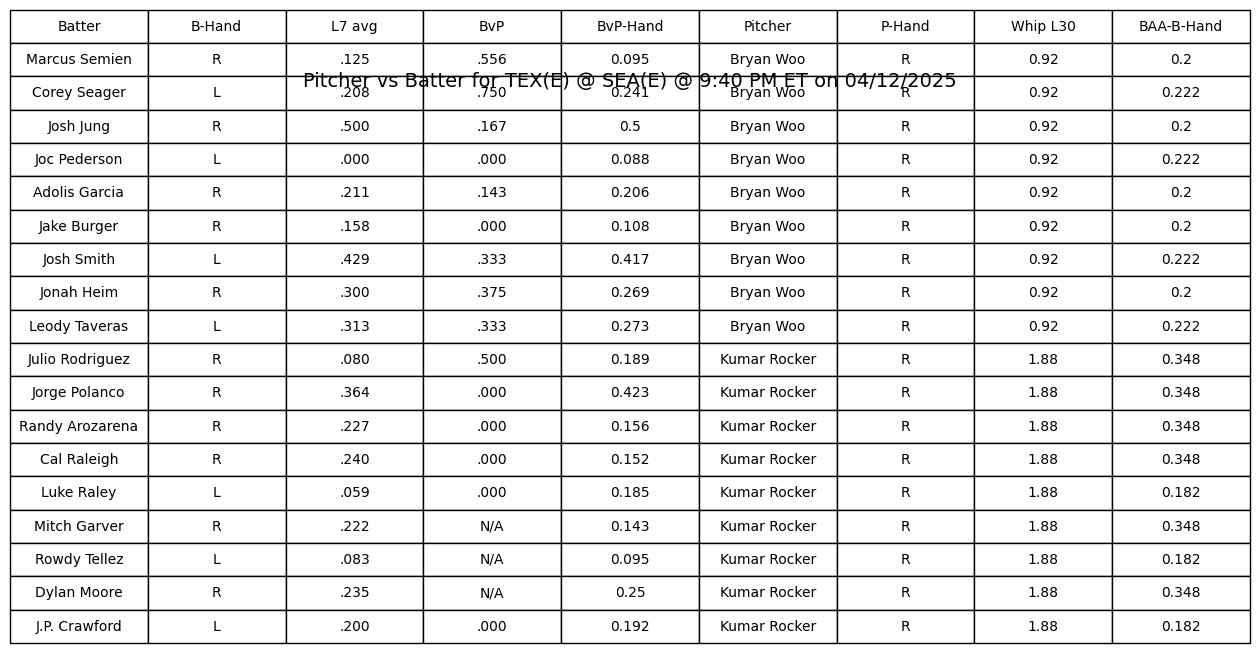 Batter B-Hand L7 avg BvP BvP-Hand Pitcher P-Hand Whip L30 BAA-B-Hand
Marcus Semien R .125 .556 0.095 Bryan Woo R 0.92 0.2
Pitcher vs Batter for TEX(E) @ SEA(E) @ 9:40 PM ET on 04/12/2025
Corey Seager L .208 .750 0.241 Bryan Woo R 0.92 0.222
Josh Jung R .500 .167 0.5 Bryan Woo R 0.92 0.2
Joc Pederson L .000 .000 0.088 Bryan Woo R 0.92 0.222
Adolis Garcia R .211 .143 0.206 Bryan Woo R 0.92 0.2
Jake Burger R .158 .000 0.108 Bryan Woo R 0.92 0.2
Josh Smith L .429 .333 0.417 Bryan Woo R 0.92 0.222
Jonah Heim R .300 .375 0.269 Bryan Woo R 0.92 0.2
Leody Taveras L .313 .333 0.273 Bryan Woo R 0.92 0.222
Julio Rodriguez R .080 .500 0.189 Kumar Rocker R 1.88 0.348
Jorge Polanco R .364 .000 0.423 Kumar Rocker R 1.88 0.348
Randy Arozarena R .227 .000 0.156 Kumar Rocker R 1.88 0.348
Cal Raleigh R .240 .000 0.152 Kumar Rocker R 1.88 0.348
Luke Raley L .059 .000 0.185 Kumar Rocker R 1.88 0.182
Mitch Garver R .222 N/A 0.143 Kumar Rocker R 1.88 0.348
Rowdy Tellez L .083 N/A 0.095 Kumar Rocker R 1.88 0.182
Dylan Moore R .235 N/A 0.25 Kumar Rocker R 1.88 0.348
J.P. Crawford L .200 .000 0.192 Kumar Rocker R 1.88 0.182